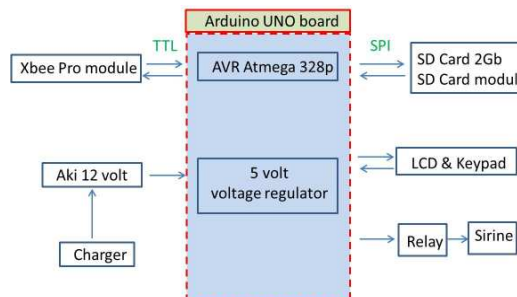 Arduino UNO board
TTL
SPI
Xbee Pro module
AVR Atmega 328p
SD Card 2Gb
SD Card modul
Aki 12 volt
5 volt
voltage regulator
LCD & Keypad
Charger
Relay
Sirine